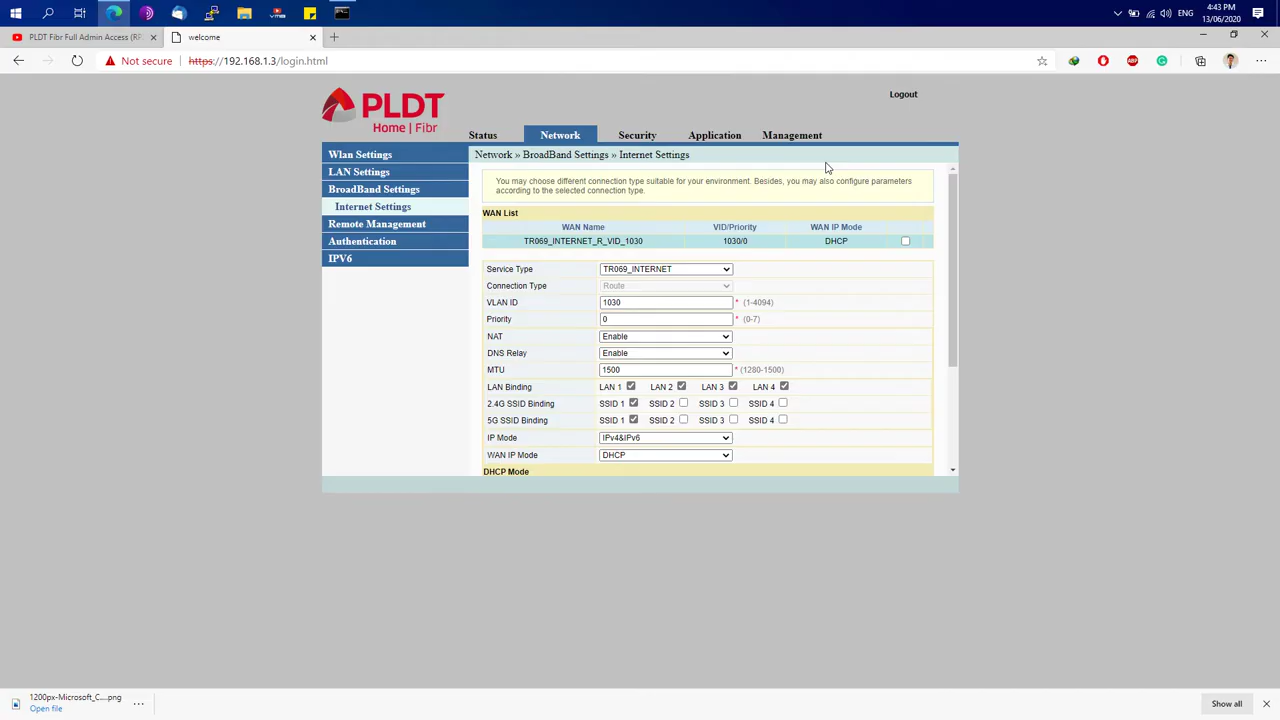 4:43 PM
ENG
13/06/2020
PLDT Fibr Full Admin Access (RP
welcome
Not secure
https://192.168.1.3/login.html
Logout
PLDT
Home | Fibr
Status Network Security Application Management
Wlan Settings
LAN Settings
BroadBand Settings
Internet Settings
Remote Management
Authentication
IPV6
Network » BroadBand Settings » Internet Settings
You may choose different connection type suitable for your environment. Besides, you may also configure parameters
according to the selected connection type.
WAN List
WAN Name VID/Priority WAN IP Mode
TR069_INTERNET_R_VID_1030 1030/0 DHCP
Service Type TR069_INTERNET
Connection Type Route
VLAN ID 1030 * (1-4094)
Priority 0 * (0-7)
NAT Enable
DNS Relay Enable
MTU 1500 * (1280-1500)
LAN Binding LAN 1 LAN 2 LAN 3 LAN 4
2.4G SSID Binding SSID 1 SSID 2 SSID 3 SSID 4
5G SSID Binding SSID 1 SSID 2 SSID 3 SSID 4
IP Mode IPv4&IPv6
WAN IP Mode DHCP
DHCP Mode
1200px-Microsoft_C....png
Open file
Show all